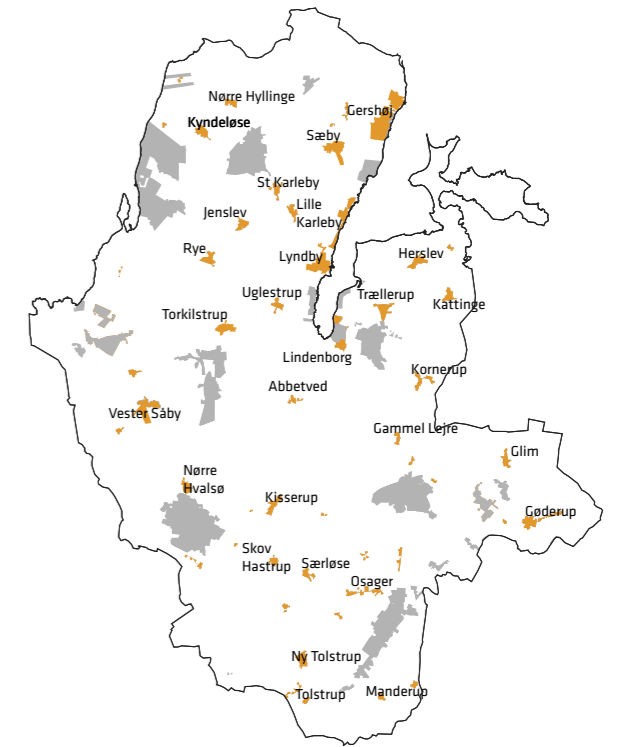 Nørre Hyllinge
Gershøj
Kyndeløse
Sæby
St Karleby
Lille
Karleby
Jenslev
Rye
Lyndby
Herslev
Uglestrup
Trællerup
Kattinge
Torkilstrup
Lindenborg
Kornerup
Abbetved
Vester Såby
Gammel Lejre
Glim
Nørre
Hvalsø
Kisserup
Gøderup
Skov
Hastrup
Særløse
Osager
Ny Tolstrup
Tolstrup
Manderup